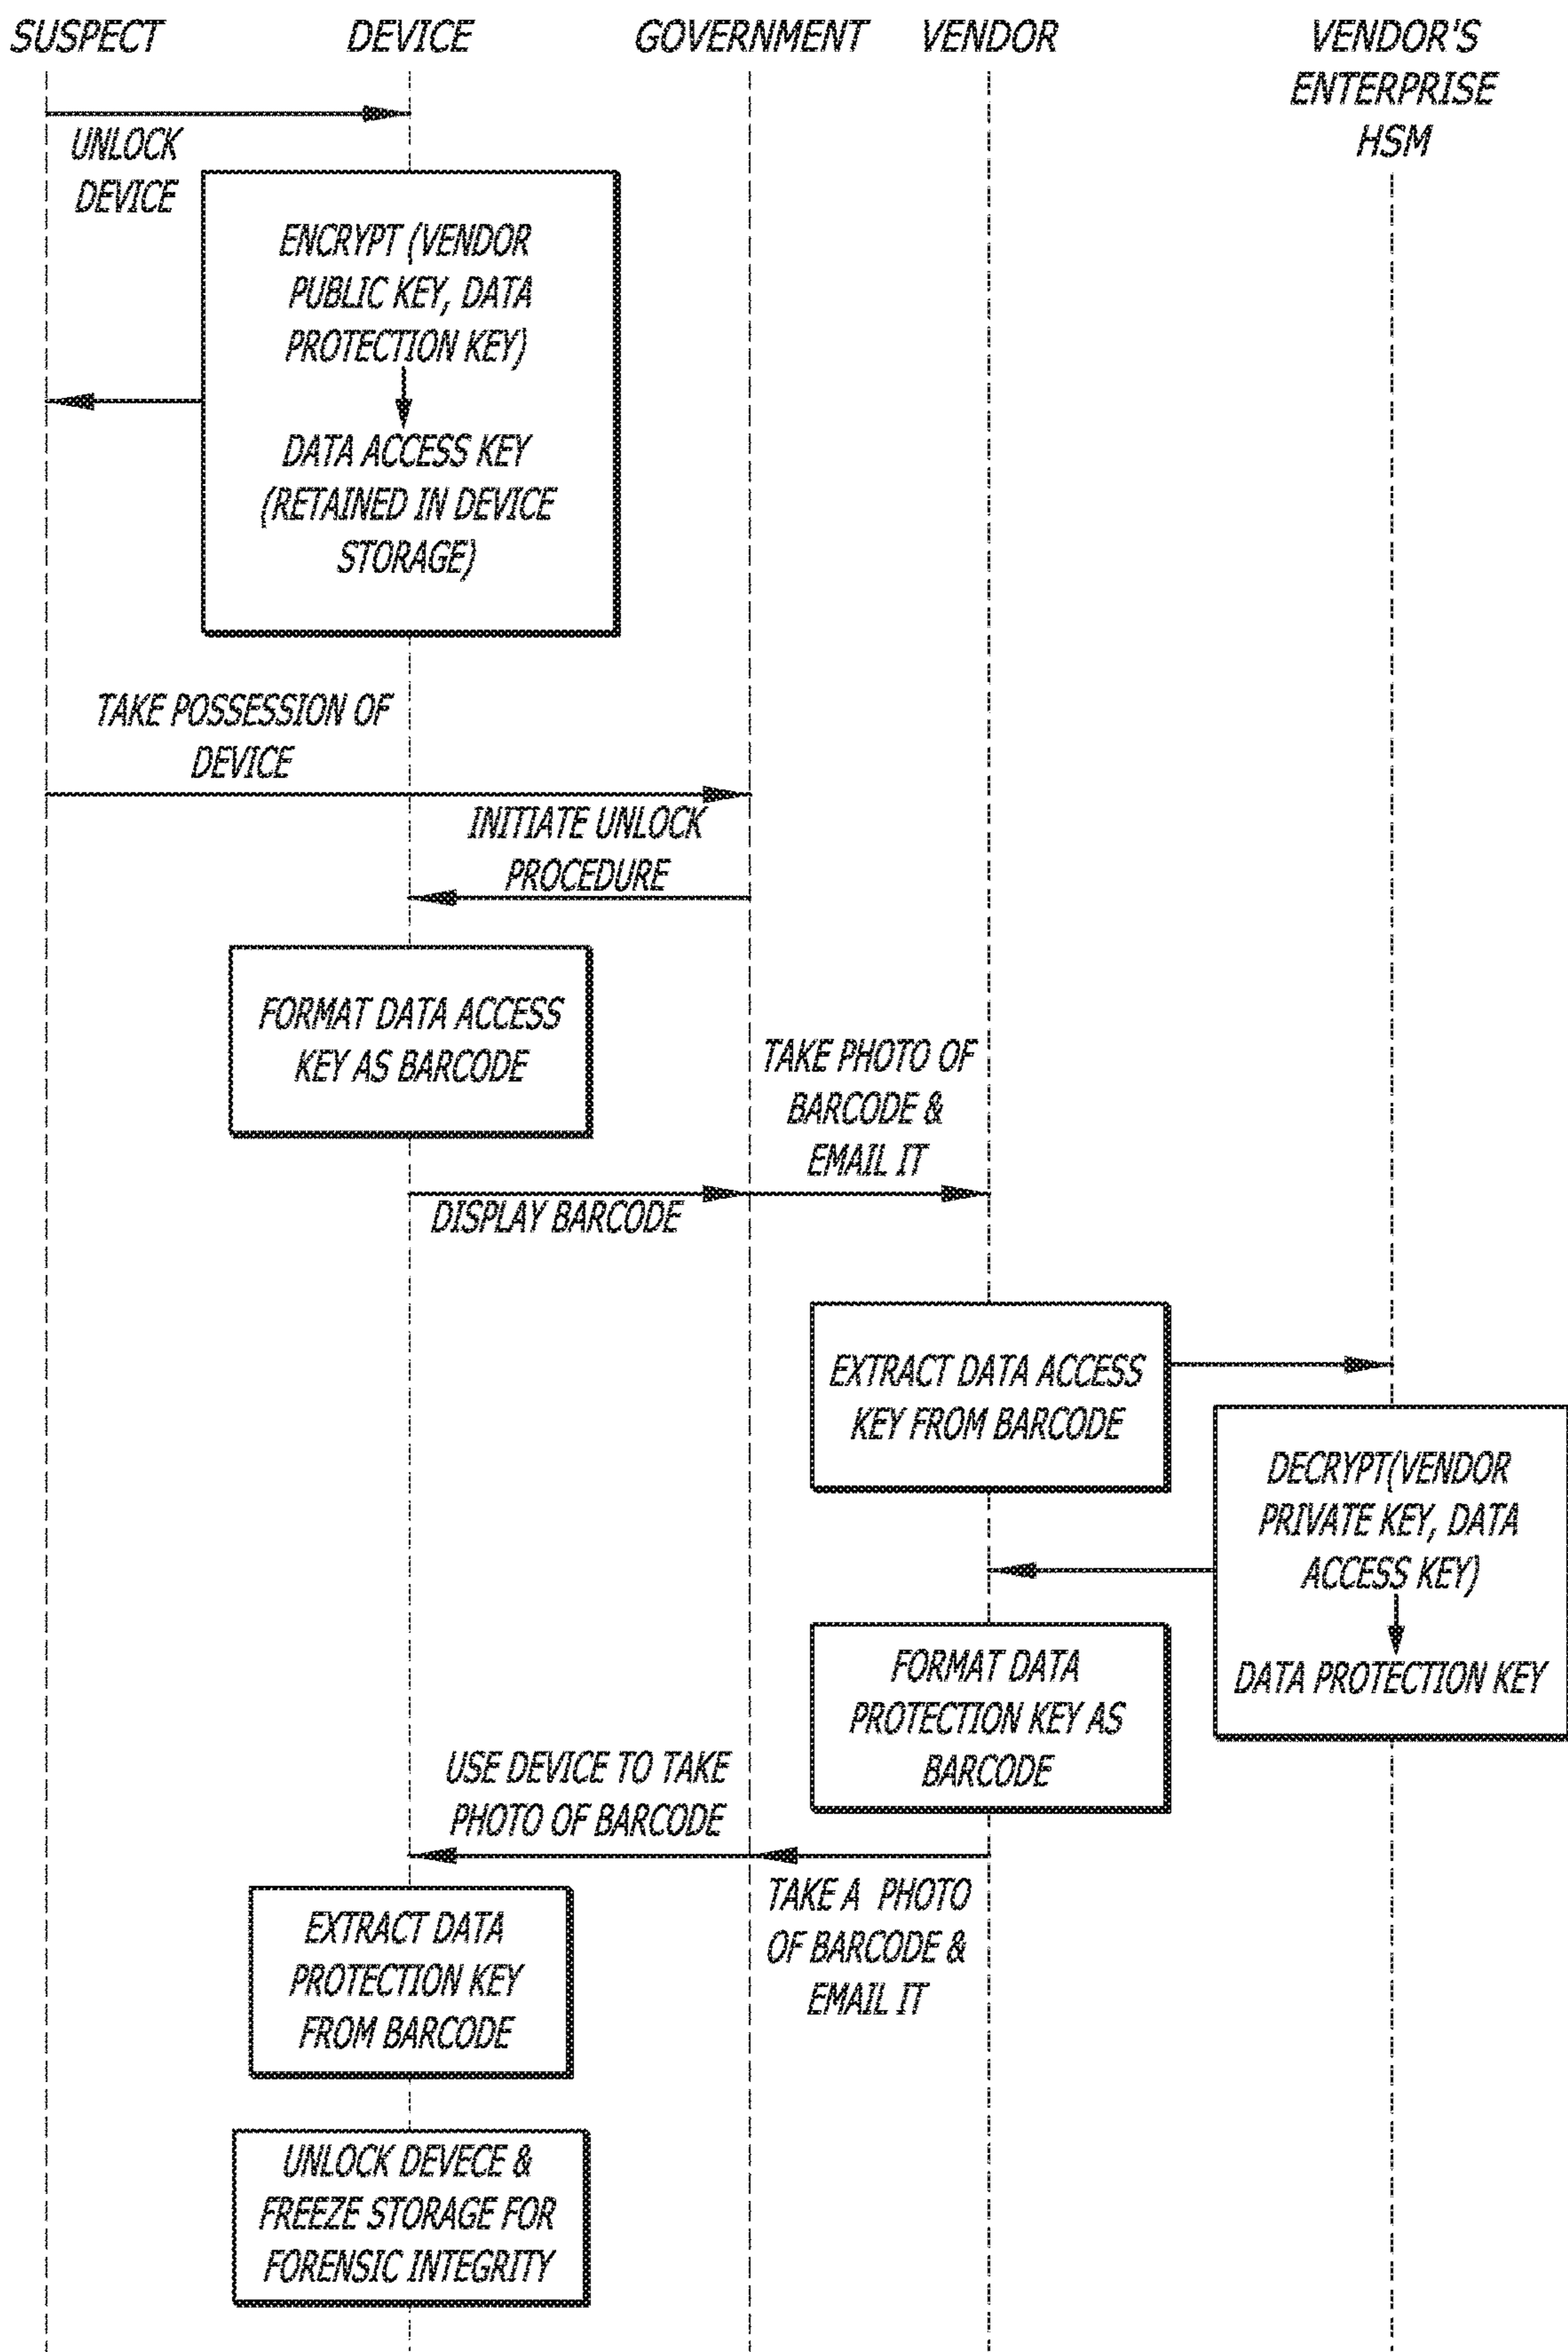 SUSPECT
DEVICE
GOVERNMENT
VENDOR
VENDOR'S
ENTERPRISE
HSM
UNLOCK
DEVICE
ENCRYPT (VENDOR
PUBLIC KEY, DATA
PROTECTION KEY)
DATA ACCESS KEY
(RETAINED IN DEVICE
STORAGE)
TAKE POSSESSION OF
DEVICE
INITIATE UNLOCK
PROCEDURE
FORMAT DATA ACCESS
KEY AS BARCODE
TAKE PHOTO OF
BARCODE &
EMAIL IT
DISPLAY BARCODE
EXTRACT DATA ACCESS
KEY FROM BARCODE
DECRYPT(VENDOR
PRIVATE KEY, DATA
ACCESS KEY)
DATA PROTECTION KEY
FORMAT DATA
PROTECTION KEY AS
BARCODE
USE DEVICE TO TAKE
PHOTO OF BARCODE
TAKE A PHOTO
OF BARCODE &
EMAIL IT
EXTRACT DATA
PROTECTION KEY
FROM BARCODE
UNLOCK DEVECE &
FREEZE STORAGE FOR
FORENSIC INTEGRITY